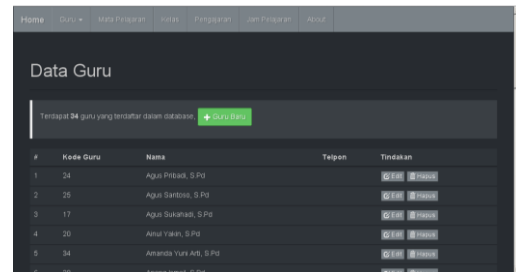 Home Guru Mata Pelajaran Kelas Pengajaran Jam Pelajaran About
Data Guru
Terdapat 34 guru yang terdaftar dalam database, Guru Baru
# Kode Guru Nama Telpon Tindakan
1 24 Agus Pribadi, S.Pd Edit Hapus
2 25 Agus Santoso, S.Pd Edit Hapus
3 17 Agus Sukahadi, S.Pd Edit Hapus
4 20 Ainul Yakin, S.Pd Edit Hapus
5 34 Amanda Yuni Arti, S.Pd Edit Hapus